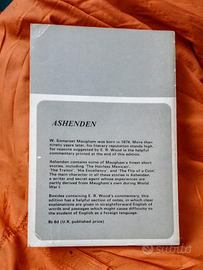 ASHENDEN
W. Somerset Maugham was born in 1874. More than
ninety years later, his literary reputation stands high,
for reasons suggested by E. R. Wood in the helpful
commentary printed at the end of this edition.
Ashenden contains some of Maugham's finest short
stories, including 'The Hairless Mexican',
'The Traitor', 'His Excellency', and 'The Flip of a Coin'.
The main character in all these stories is Ashenden,
a writer and secret agent whose experiences are
partly derived from Maugham's own during World
War I.
Besides containing E. R. Wood's commentary, this
edition has a helpful section of notes, in which clear
explanations are given in straightforward English of
words and passages which might cause difficulty to
the student of English as a foreign language.
8s 6d (U.K. published price)
subito